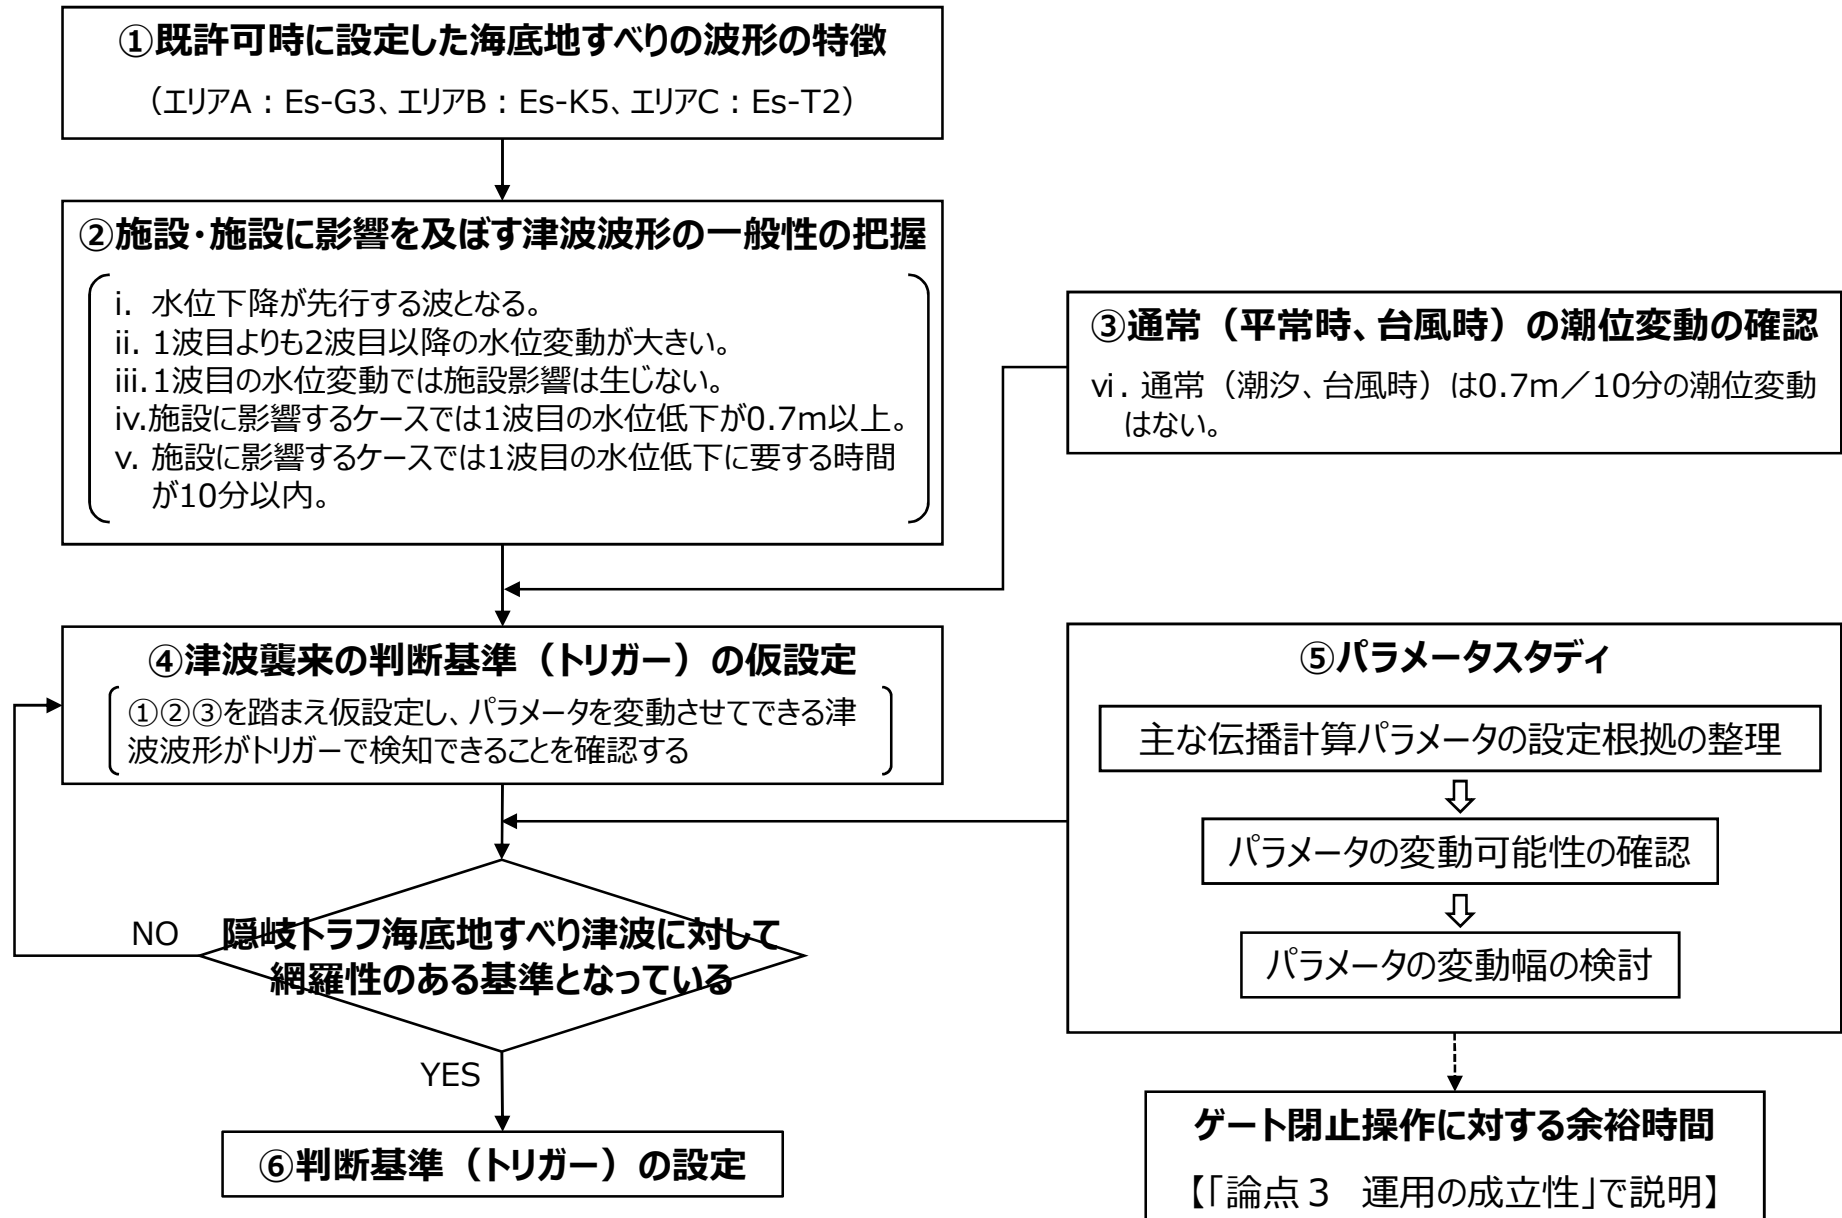 ①既許可時に設定した海底地すべりの波形の特徴
（エリアA：Es-G3、エリアB：Es-K5、エリアC：Es-T2）
②施設・施設に影響を及ぼす津波波形の一般性の把握
i. 水位下降が先行する波となる。
ii. 1波目よりも2波目以降の水位変動が大きい。
iii.1波目の水位変動では施設影響は生じない。
iv.施設に影響するケースでは1波目の水位低下が0.7m以上。
v. 施設に影響するケースでは1波目の水位低下に要する時間
が10分以内。
③通常（平常時、台風時）の潮位変動の確認
vi. 通常（潮汐、台風時）は0.7m／10分の潮位変動
はない。
④津波襲来の判断基準（トリガー）の仮設定
①②③を踏まえ仮設定し、パラメータを変動させてできる津
波波形がトリガーで検知できることを確認する
⑤パラメータスタディ
主な伝播計算パラメータの設定根拠の整理
パラメータの変動可能性の確認
パラメータの変動幅の検討
NO
隠岐トラフ海底地すべり津波に対して
網羅性のある基準となっている
YES
⑥判断基準（トリガー）の設定
ゲート閉止操作に対する余裕時間
【「論点３　運用の成立性」で説明】